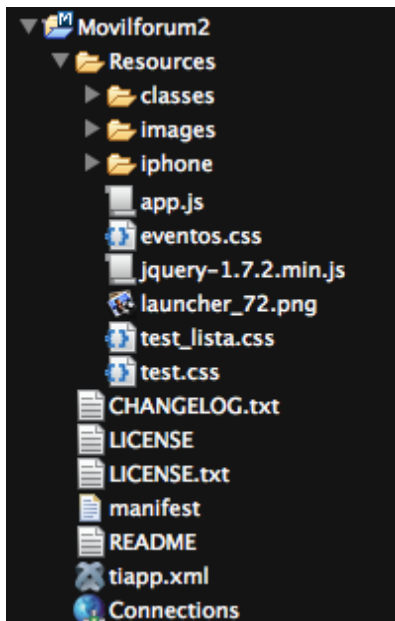 Movilforum2
Resources
classes
images
iphone
app.js
eventos.css
jquery-1.7.2.min.js
launcher_72.png
test_lista.css
test.css
CHANGELOG.txt
LICENSE
LICENSE.txt
manifest
README
tiapp.xml
Connections